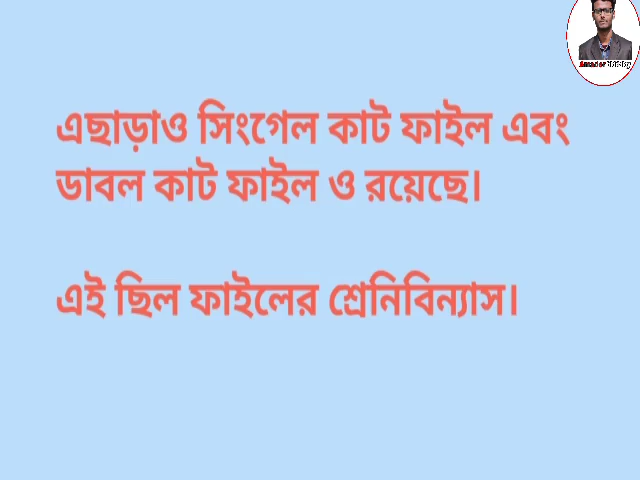 এছাড়াও সিংগেল কাট ফাইল এবং
ডাবল কাট ফাইল ও রয়েছে।
এই ছিল ফাইলের শ্রেনিবিন্যাস।